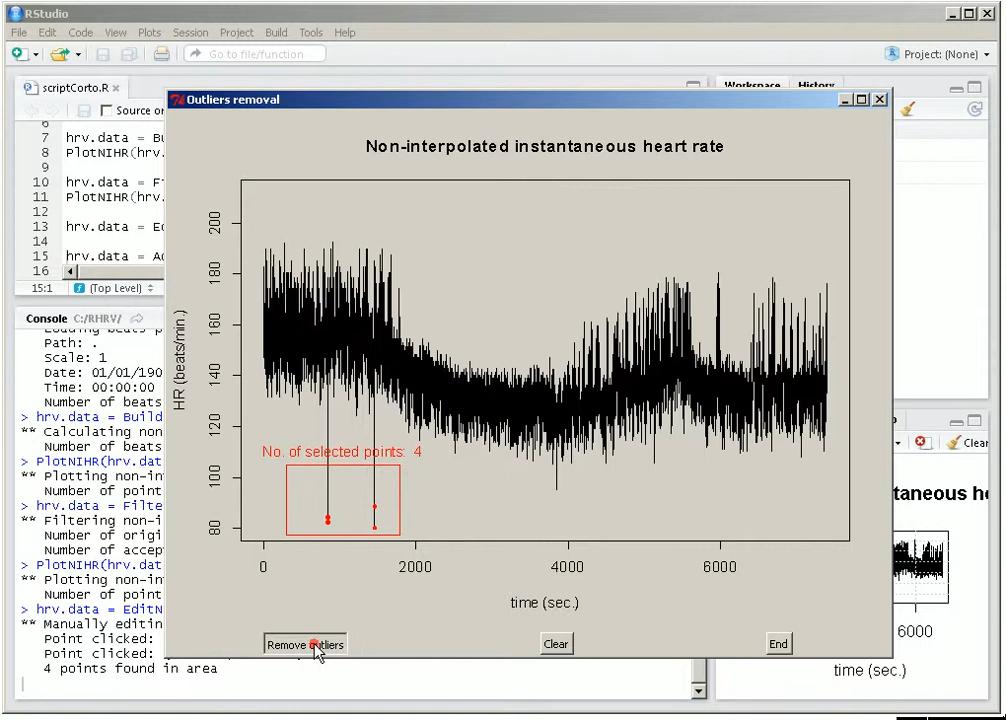 RStudio
File Edit Code View Plots Session Project Build Tools Help
Go to file/function
Project: (None)
scriptCorto.R
Workspace History
Source or
Outliers removal
6
7 hrv.data = Bu
8 PlotNIHR(hrv.
9
10 hrv.data = Fi
11 PlotNIHR(hrv.
12
13 hrv.data = Ed
14
15 hrv.data = Ad
16
15:1 (Top Level)
Console C:/RHRV/
Path: .
Scale: 1
Date: 01/01/190
Time: 00:00:00
Number of beats
> hrv.data = Build
** Calculating non-
Number of beats
> PlotNIHR(hrv.dat
** Plotting non-in
Number of point
> hrv.data = Filte
** Filtering non-i
Number of origi
Number of accep
> PlotNIHR(hrv.dat
** Plotting non-in
Number of point
> hrv.data = EditN
** Manually editin
Point clicked:
Point clicked:
4 points found in area
Non-interpolated instantaneous heart rate
HR (beats/min.)
200
180
160
140
120
100
80
No. of selected points: 4
0 2000 4000 6000
time (sec.)
Remove outliers Clear End
Clear
taneous he
6000
time (sec.)